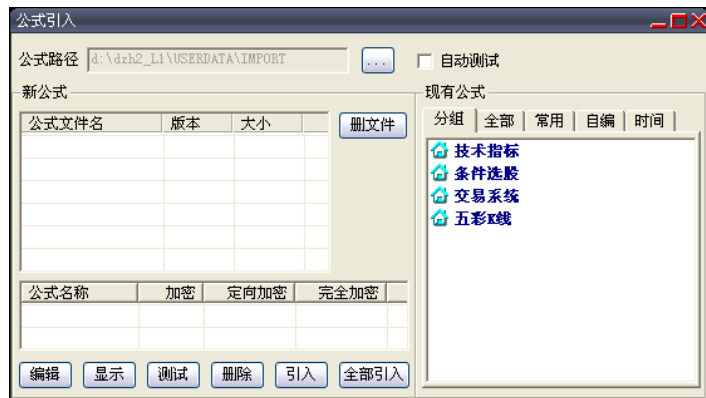 公式引入
公式路径 d:\dzh2_L1\USERDATA\IMPORT ... 自动测试
新公式
公式文件名 版本 大小
删文件
公式名称 加密 定向加密 完全加密
编辑 显示 测试 删除 引入 全部引入
现有公式
分组 全部 常用 自编 时间
技术指标
条件选股
交易系统
五彩K线